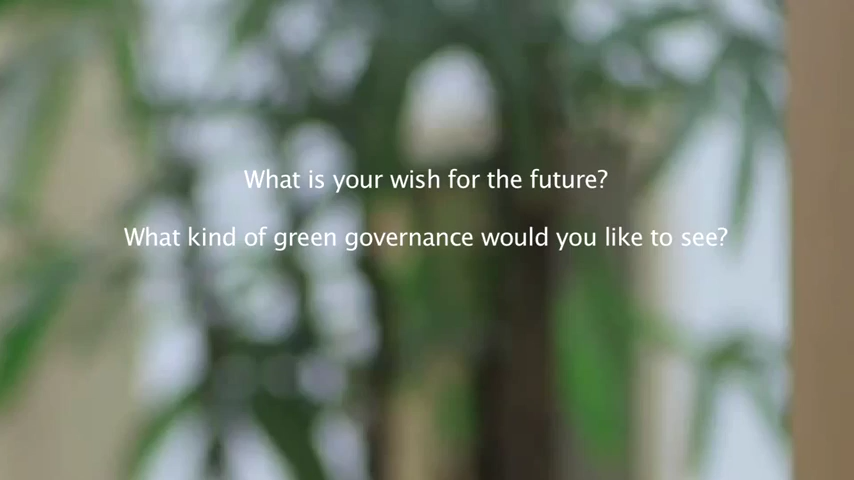 What is your wish for the future?
What kind of green governance would you like to see?